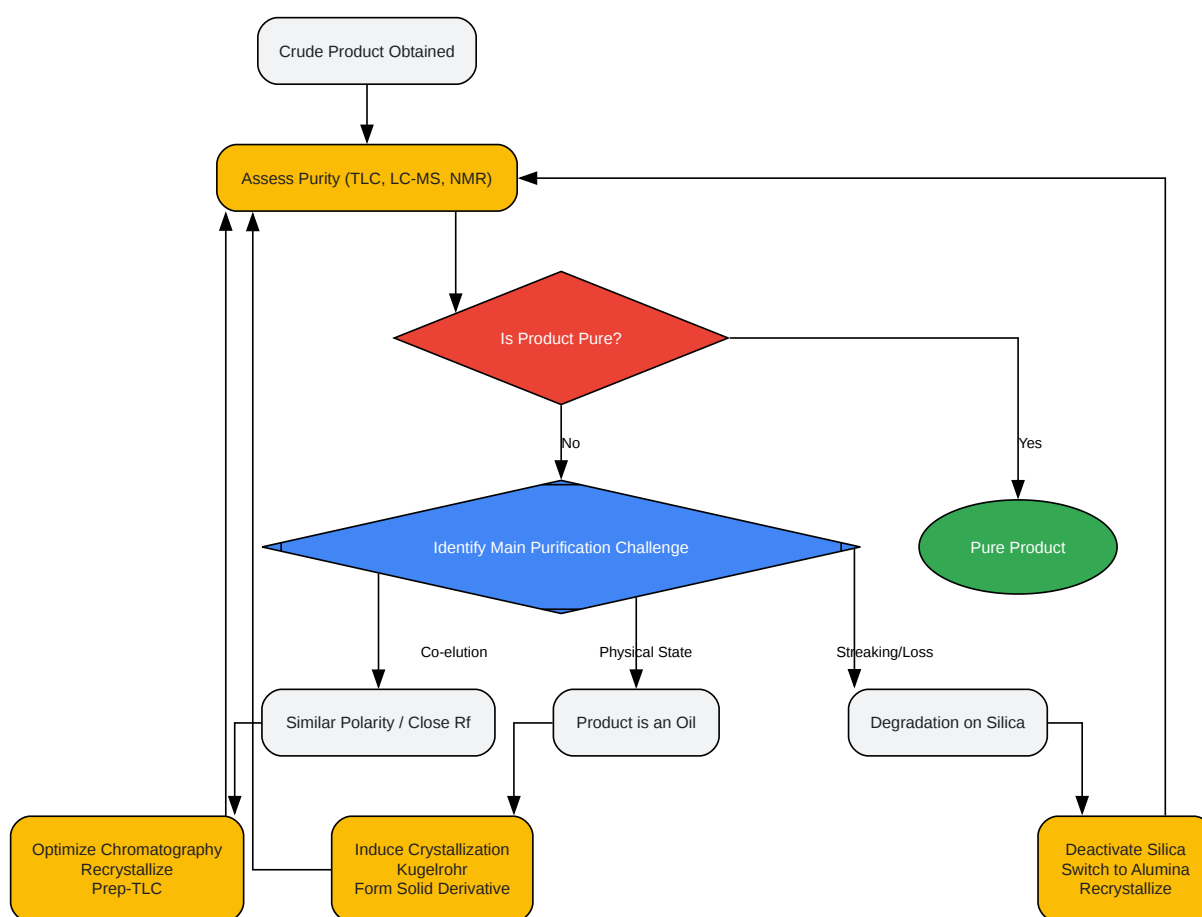 Crude Product Obtained
Assess Purity (TLC, LC-MS, NMR)
Is Product Pure?
No
Yes
Identify Main Purification Challenge
Pure Product
Co-elution
Physical State
Streaking/Loss
Similar Polarity / Close Rf
Product is an Oil
Degradation on Silica
Optimize Chromatography
Recrystallize
Prep-TLC
Induce Crystallization
Kugelrohr
Form Solid Derivative
Deactivate Silica
Switch to Alumina
Recrystallize